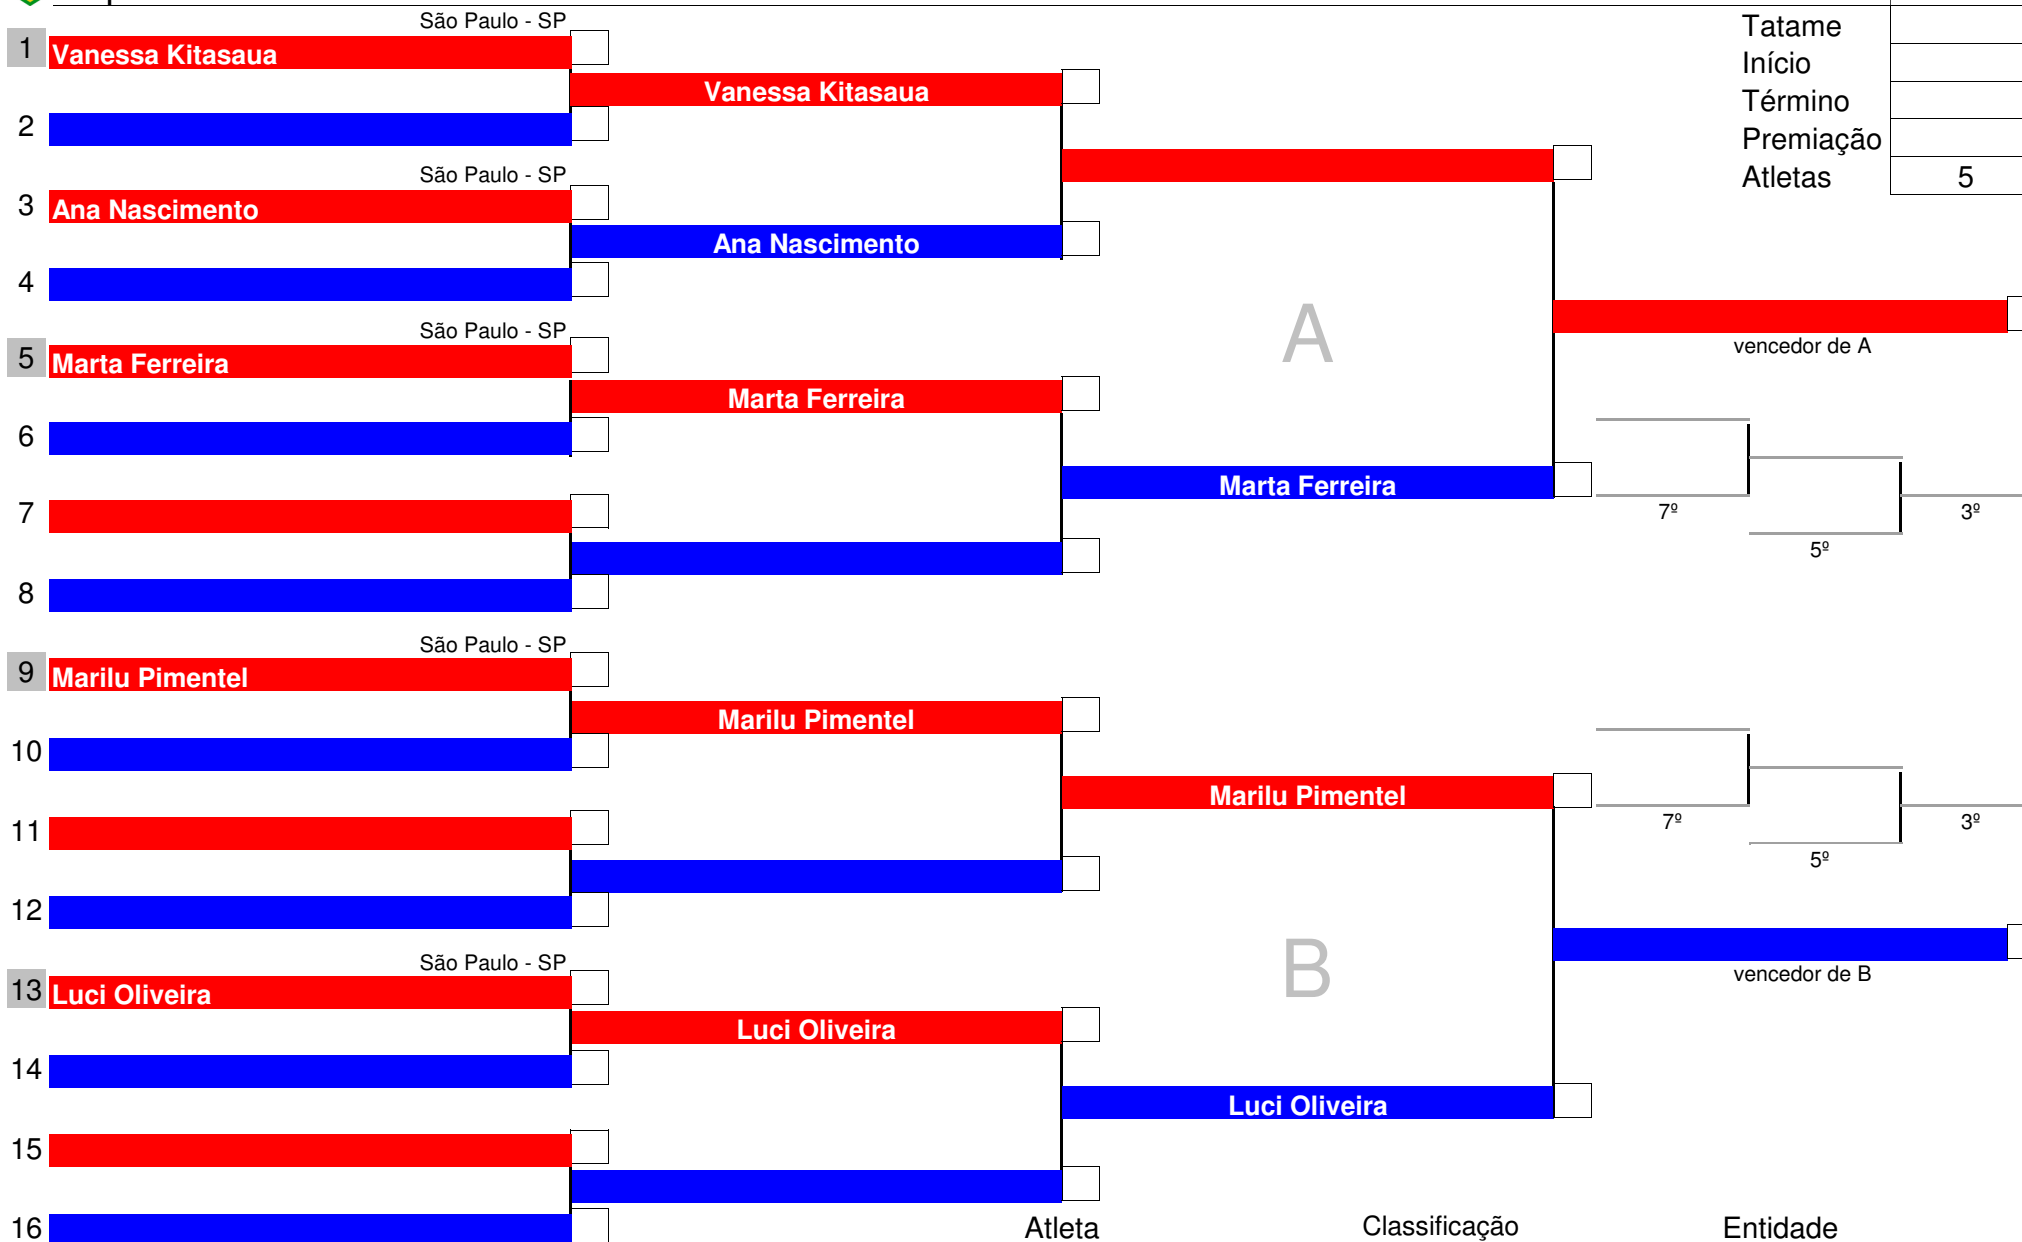 São Paulo - SP
Tatame
1 Vanessa Kitasaua
Início
Vanessa Kitasaua
Término
2
Premiação
São Paulo - SP
Atletas 5
3 Ana Nascimento
Ana Nascimento
4
São Paulo - SP
A
vencedor de A
5 Marta Ferreira
Marta Ferreira
6
Marta Ferreira
7
7º 3º
5º
8
São Paulo - SP
9 Marilu Pimentel
Marilu Pimentel
10
Marilu Pimentel
11
7º 3º
5º
12
São Paulo - SP
B
vencedor de B
13 Luci Oliveira
Luci Oliveira
14
Luci Oliveira
15
16
Atleta Classificação Entidade